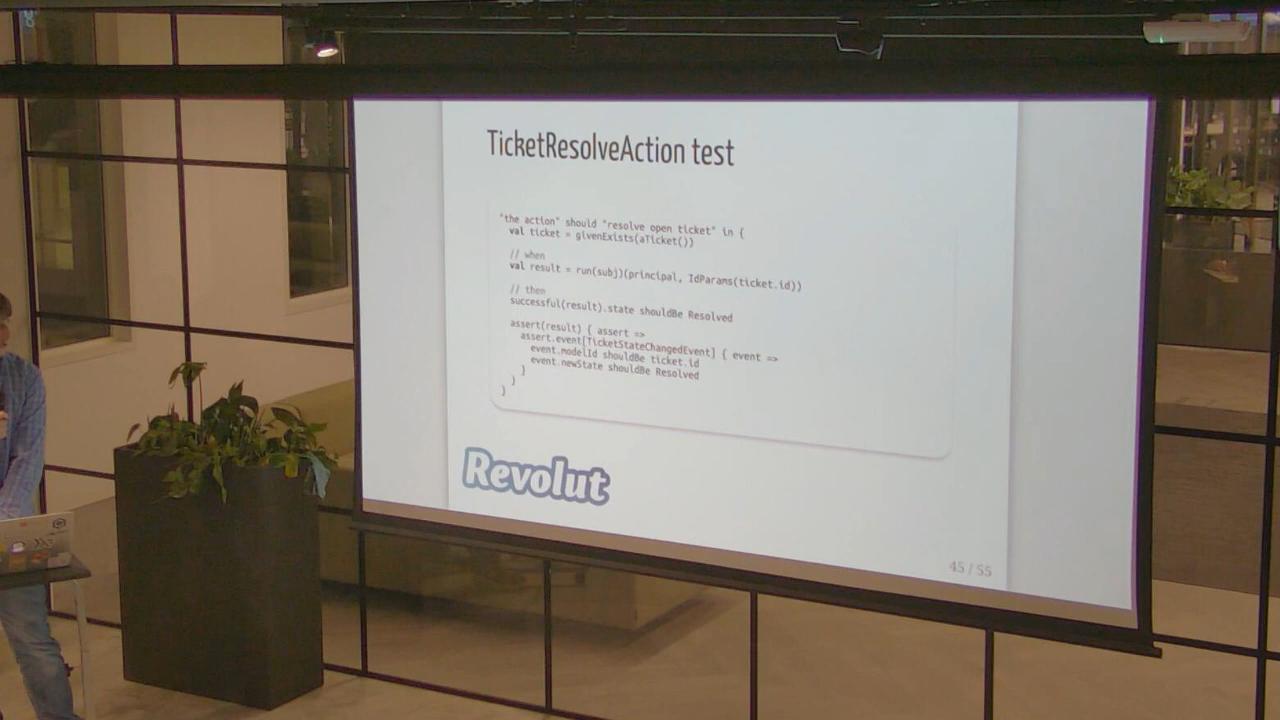 TicketResolveAction test
"the action" should "resolve open ticket" in {
val ticket = givenExists(aTicket())
// when
val result = run(subj)(principal, IdParams(ticket.id))
// then
successful(result).state shouldBe Resolved
assert(result) { assert =>
assert.event[TicketStateChangedEvent] { event =>
event.modelId shouldBe ticket.id
event.newState shouldBe Resolved
}
}
}
Revolut
45 / 55